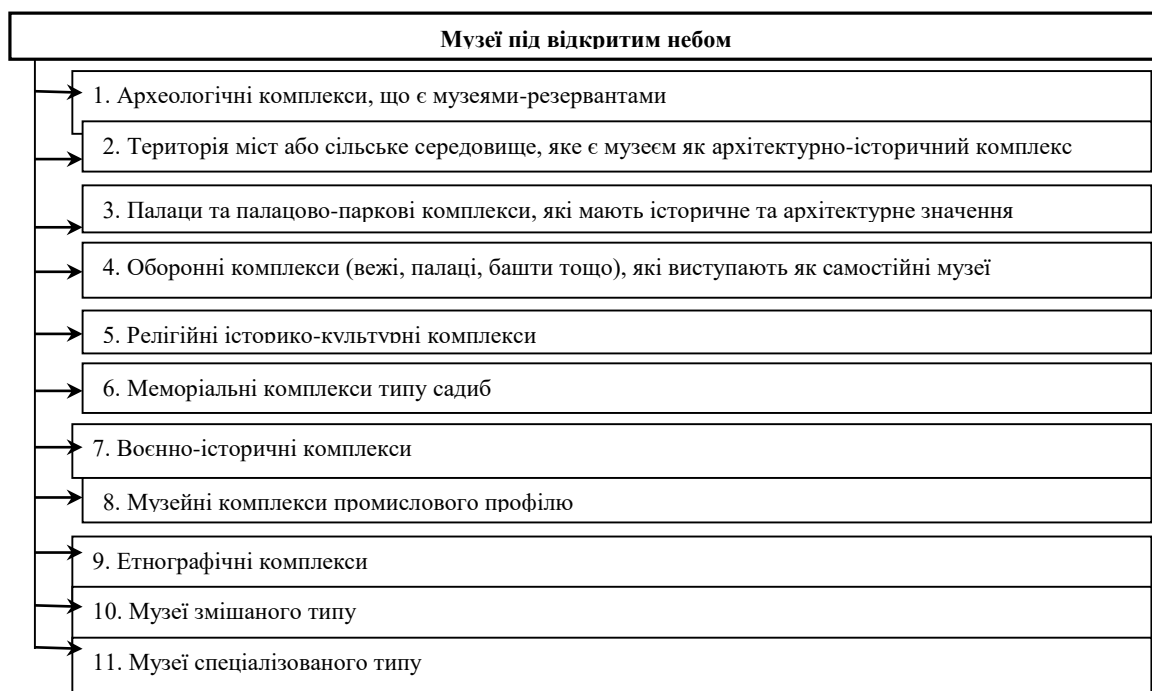 Музеї під відкритим небом
1. Археологічні комплекси, що є музеями-резервантами
2. Територія міст або сільське середовище, яке є музеєм як архітектурно-історичний комплекс
3. Палаци та палацово-паркові комплекси, які мають історичне та архітектурне значення
4. Оборонні комплекси (вежі, палаці, башти тощо), які виступають як самостійні музеї
5. Релігійні історико-культурні комплекси
6. Меморіальні комплекси типу садиб
7. Воєнно-історичні комплекси
8. Музейні комплекси промислового профілю
9. Етнографічні комплекси
10. Музеї змішаного типу
11. Музеї спеціалізованого типу